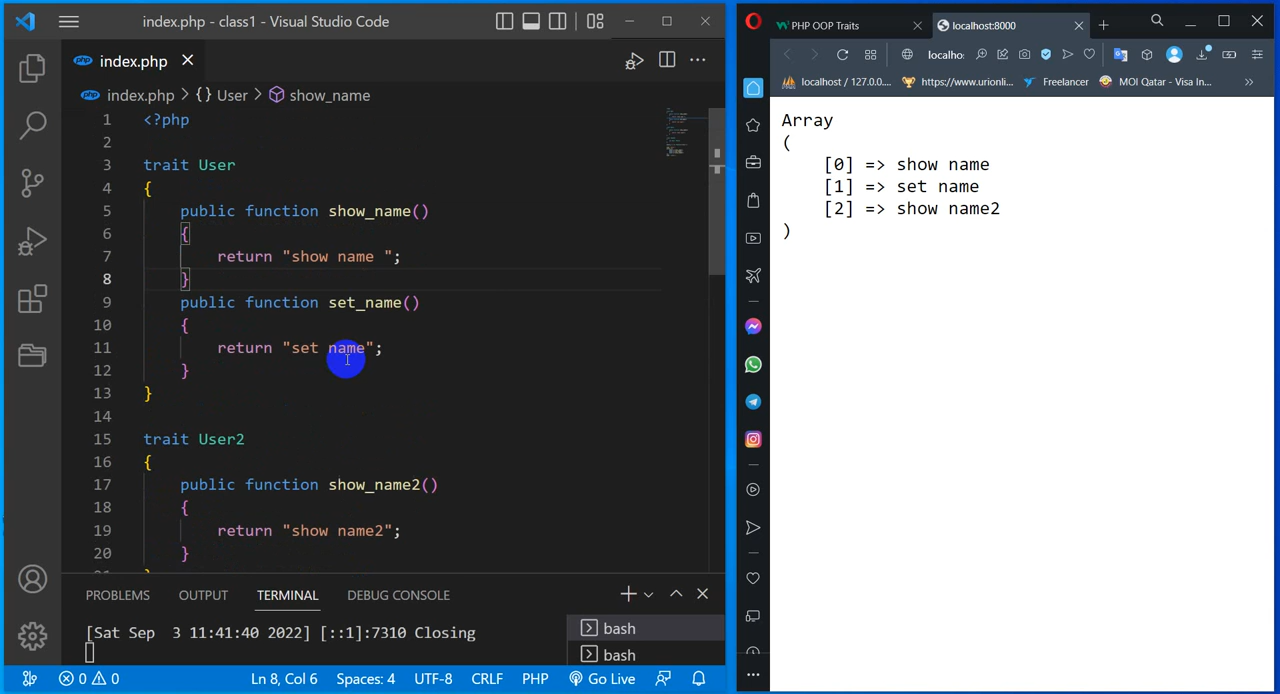 index.php - class1 - Visual Studio Code
index.php
index.php > {} User > show_name
1 <?php
2
3 trait User
4 {
5 public function show_name()
6 {
7 return "show name ";
8 }
9 public function set_name()
10 {
11 return "set name";
12 }
13 }
14
15 trait User2
16 {
17 public function show_name2()
18 {
19 return "show name2";
20 }
PROBLEMS OUTPUT TERMINAL DEBUG CONSOLE
[Sat Sep  3 11:41:40 2022] [::1]:7310 Closing
bash
bash
0 0 Ln 8, Col 6 Spaces: 4 UTF-8 CRLF PHP Go Live
PHP OOP Traits localhost:8000
localho:
localhost / 127.0.0.... https://www.urionli... Freelancer MOI Qatar - Visa In... »
Array
(
[0] => show name
[1] => set name
[2] => show name2
)